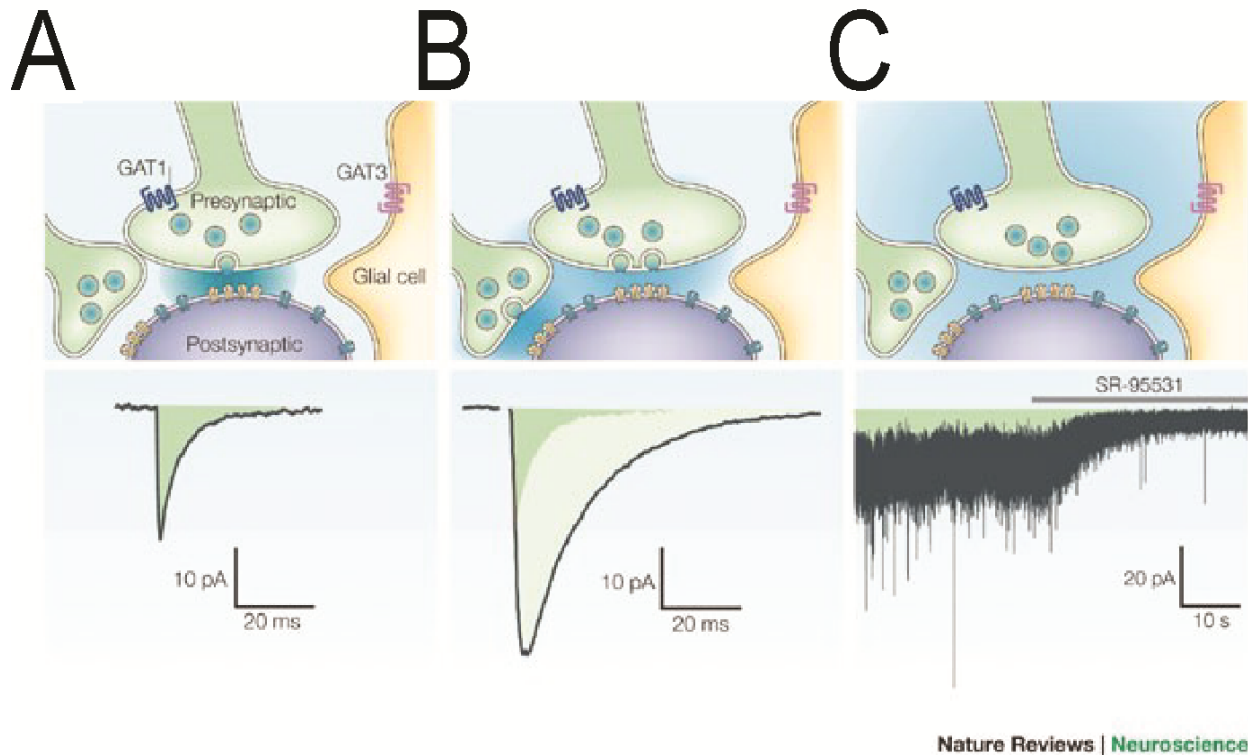 A
B
C
GAT1
GAT3
Presynaptic
Glial cell
Postsynaptic
SR-95531
10 pA
20 ms
10 pA
20 ms
20 pA
10 s
Nature Reviews | Neuroscience